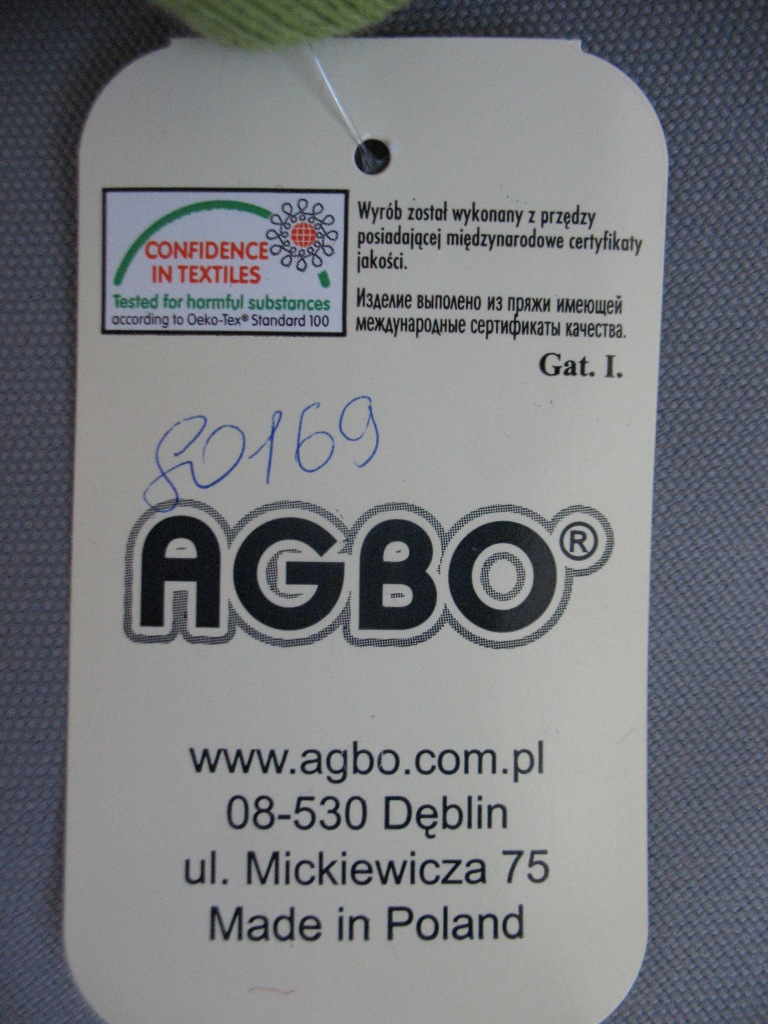 CONFIDENCE
IN TEXTILES
Tested for harmful substances
according to Oeko-Tex® Standard 100
Wyrób został wykonany z przędzy
posiadającej międzynarodowe certyfikaty
jakości.
Изделие выполено из пряжи имеющей
международные сертификаты качества.
Gat. I.
80169
AGBO®
www.agbo.com.pl
08-530 Dęblin
ul. Mickiewicza 75
Made in Poland